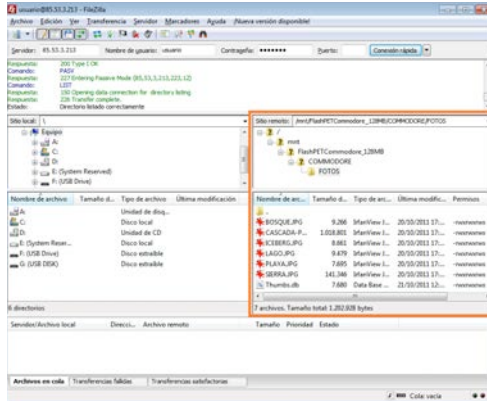 usuario@85.53.3.213 - FileZilla
Archivo Edición Ver Transferencia Servidor Marcadores Ayuda ¡Nueva versión disponible!
Servidor: 85.53.3.213 Nombre de usuario: usuario Contraseña: ●●●●●●● Puerto: Conexión rápida
Respuesta: 200 Type I OK
Comando: PASV
Respuesta: 227 Entering Passive Mode (85,53,3,213,223,12)
Comando: LIST
Respuesta: 150 Opening data connection for directory listing
Respuesta: 226 Transfer complete.
Estado: Directorio listado correctamente
Sitio local: \
Equipo
A:
C:
D:
E: (System Reserved)
F: (USB Drive)
Sitio remoto: /mnt/FlashPETCommodore_128MB/COMMODORE/FOTOS
/
mnt
FlashPETCommodore_128MB
COMMODORE
FOTOS
Nombre de archivo Tamaño d... Tipo de archivo Última modificación
A: Unidad de disq...
C: Disco local
D: Unidad de CD
E: (System Reser... Disco local
F: (USB Drive) Disco extraíble
G: (USB DISK) Disco extraíble
6 directorios
Nombre de arc... Tamaño d... Tipo de arc... Última modific... Permisos
..
BOSQUE.JPG 9.266 IrfanView J... 20/10/2011 17:...
CASCADA-P... 1.018.801 IrfanView J... 20/10/2011 17:...
ICEBERG.JPG 8.661 IrfanView J... 20/10/2011 17:...
LAGO.JPG 9.479 IrfanView J... 20/10/2011 17:...
PLAYA.JPG 7.695 IrfanView J... 20/10/2011 17:...
SIERRA.JPG 141.346 IrfanView J... 20/10/2011 17:...
Thumbs.db 7.680 Data Base ... 21/10/2011 12:...
7 archivos. Tamaño total: 1.202.928 bytes
Servidor/Archivo local Direcci... Archivo remoto Tamaño Prioridad Estado
Archivos en cola Transferencias fallidas Transferencias satisfactorias
Cola: vacía